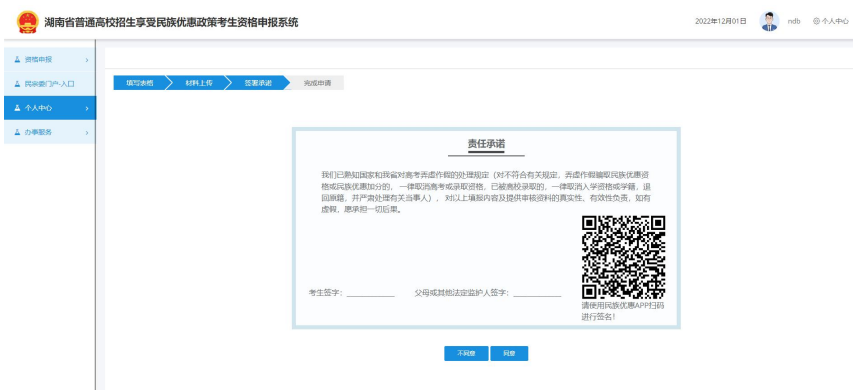 湖南省普通高校招生享受民族优惠政策考生资格申报系统
2022年12月01日
ndb
个人中心
资格申报
民宗委门户-入口
个人中心
办事服务
填写表格
材料上传
签署承诺
完成申请
责任承诺
我们已熟知国家和我省对高考弄虚作假的处理规定（对不符合有关规定，弄虚作假骗取民族优惠资
格或民族优惠加分的， 一律取消高考或录取资格，已被高校录取的，一律取消入学资格或学籍，退
回原籍，并严肃处理有关当事人），对以上填报内容及提供审核资料的真实性、有效性负责，如有
虚假，愿承担一切后果。
考生签字：
父母或其他法定监护人签字：
请使用民族优惠APP扫码
进行签名！
不同意
同意